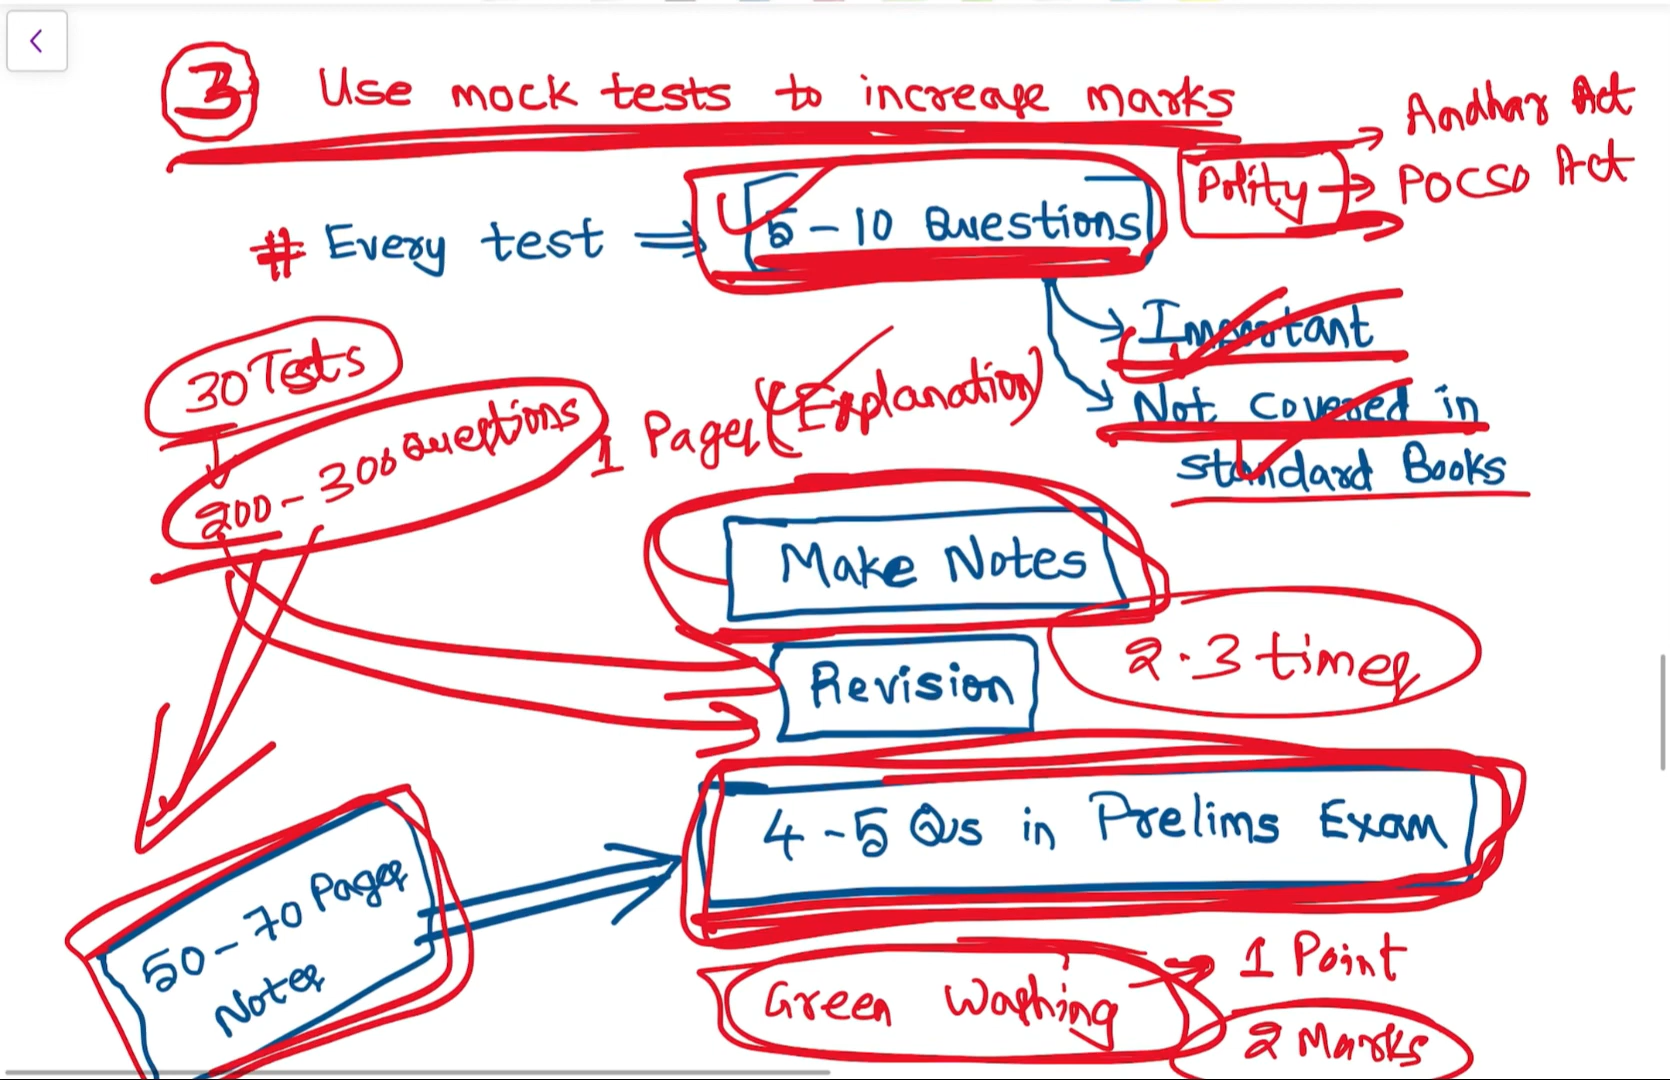 3 Use mock tests to increase marks
Aadhar Act
Polity → POCSO Act
# Every test ⇒ 5-10 Questions
Important
Not Covered in
standard Books
30 Tests
200-300 Questions
1 Pages (Explanation)
Make Notes
Revision
2-3 times
4-5 Qs in Prelims Exam
50-70 Pages
Notes
Green Washing → 1 Point
2 Marks